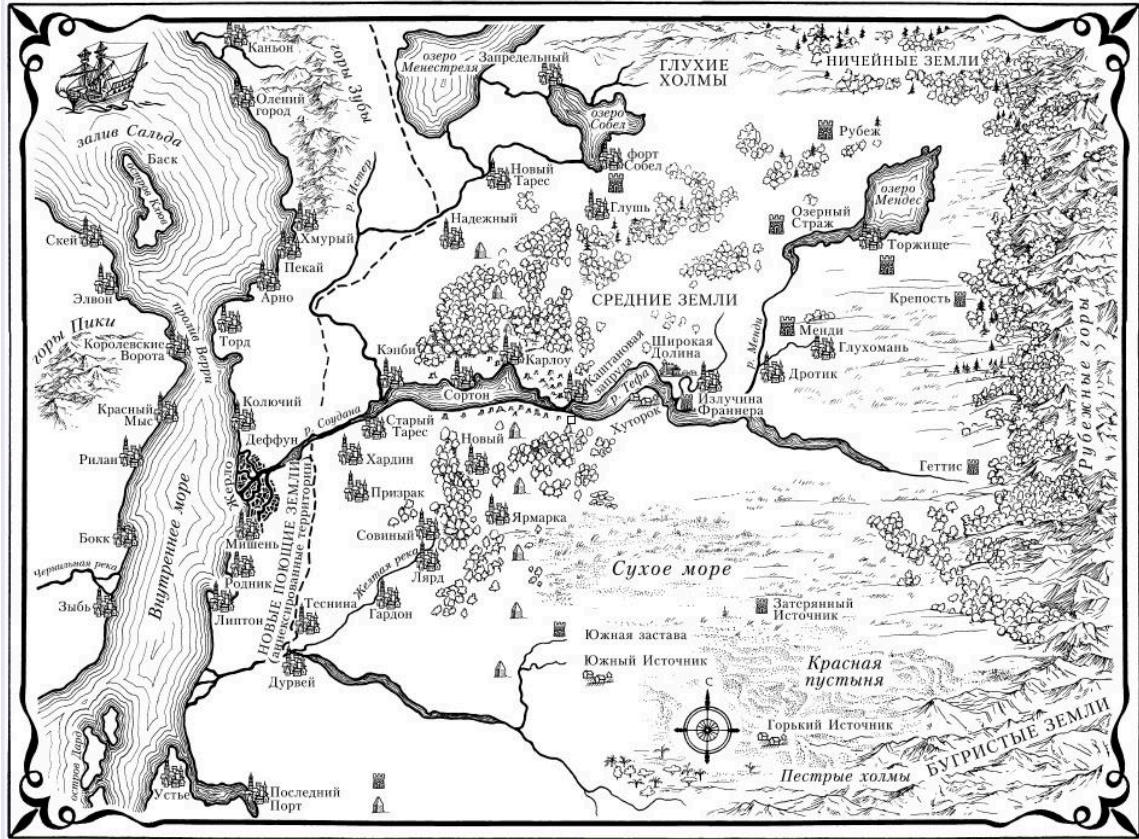 Каньон
горы Зубы
озеро
Менестреля
Запредельный
ГЛУХИЕ
ХОЛМЫ
НИЧЕЙНЫЕ ЗЕМЛИ
Олений
город
залив Сальда
Баск
остров Клов
озеро
Собел
форт
Собел
Рубеж
р. Истер
Новый
Тарес
озеро
Мендес
Скей
Хмурый
Надежный
Глушь
Озерный
Страж
Торжище
Пекай
Элвон
Арно
СРЕДНИЕ ЗЕМЛИ
Крепость
горы Пики
Королевские
Ворота
пролив Верри
Торд
Кэнби
Карлоу
Каштановая
запруда
Широкая
Долина
р. Менди
Менди
Глухомань
Дротик
Рубежные горы
Сортон
р. Тефа
Красный
Мыс
Колючий
р. Соудана
Старый
Тарес
Новый
Хуторок
Излучина
Франнера
Деффун
Рилан
Жерло
Хардин
Геттис
Призрак
Внутреннее море
НОВЫЕ ПОЮЩИЕ ЗЕМЛИ
(аннексированные территории)
Ярмарка
Бокк
Мишень
Совиный
Чернильная река
Родник
Желтая река
Лярд
Сухое море
Зыбь
Липтон
Теснина
Гардон
Затерянный
Источник
Южная застава
Южный Источник
Красная
пустыня
Дурвей
С
Горький Источник
БУГРИСТЫЕ ЗЕМЛИ
остров Дард
Устье
Последний
Порт
Пестрые холмы